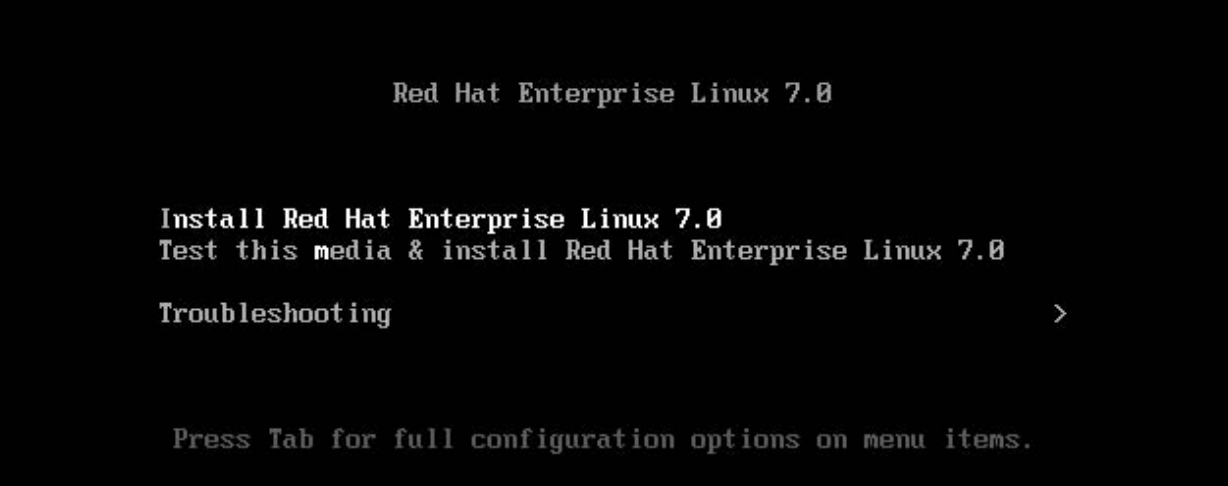 Red Hat Enterprise Linux 7.0
Install Red Hat Enterprise Linux 7.0
Test this media & install Red Hat Enterprise Linux 7.0
Troubleshooting >
Press Tab for full configuration options on menu items.